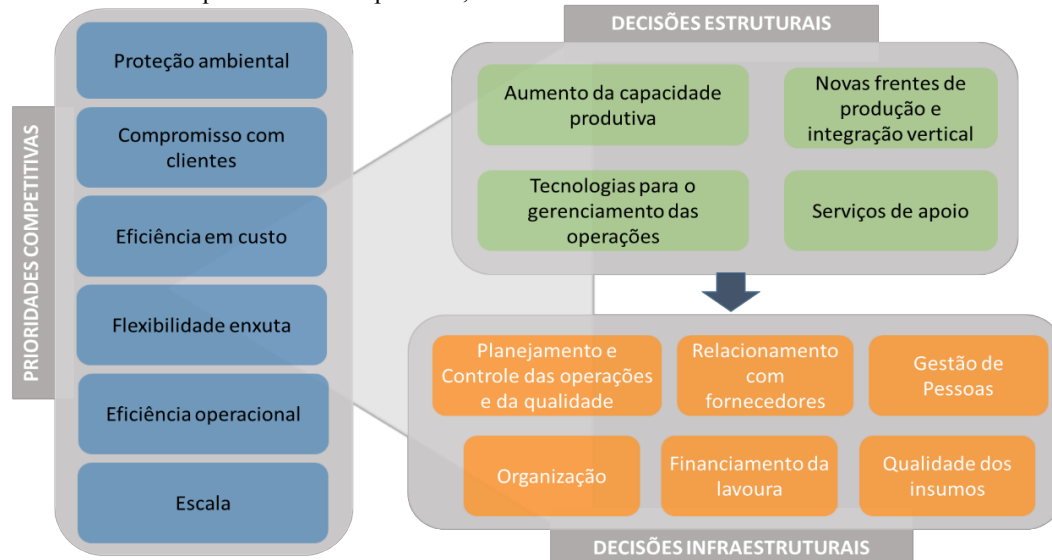 PRIORIDADES COMPETITIVAS
Proteção ambiental
Compromisso com
clientes
Eficiência em custo
Flexibilidade enxuta
Eficiência operacional
Escala
DECISÕES ESTRUTURAIS
Aumento da capacidade
produtiva
Novas frentes de
produção e
integração vertical
Tecnologias para o
gerenciamento das
operações
Serviços de apoio
Planejamento e
Controle das operações
e da qualidade
Relacionamento
com
fornecedores
Gestão de
Pessoas
Organização
Financiamento da
lavoura
Qualidade dos
insumos
DECISÕES INFRAESTRUTURAIS